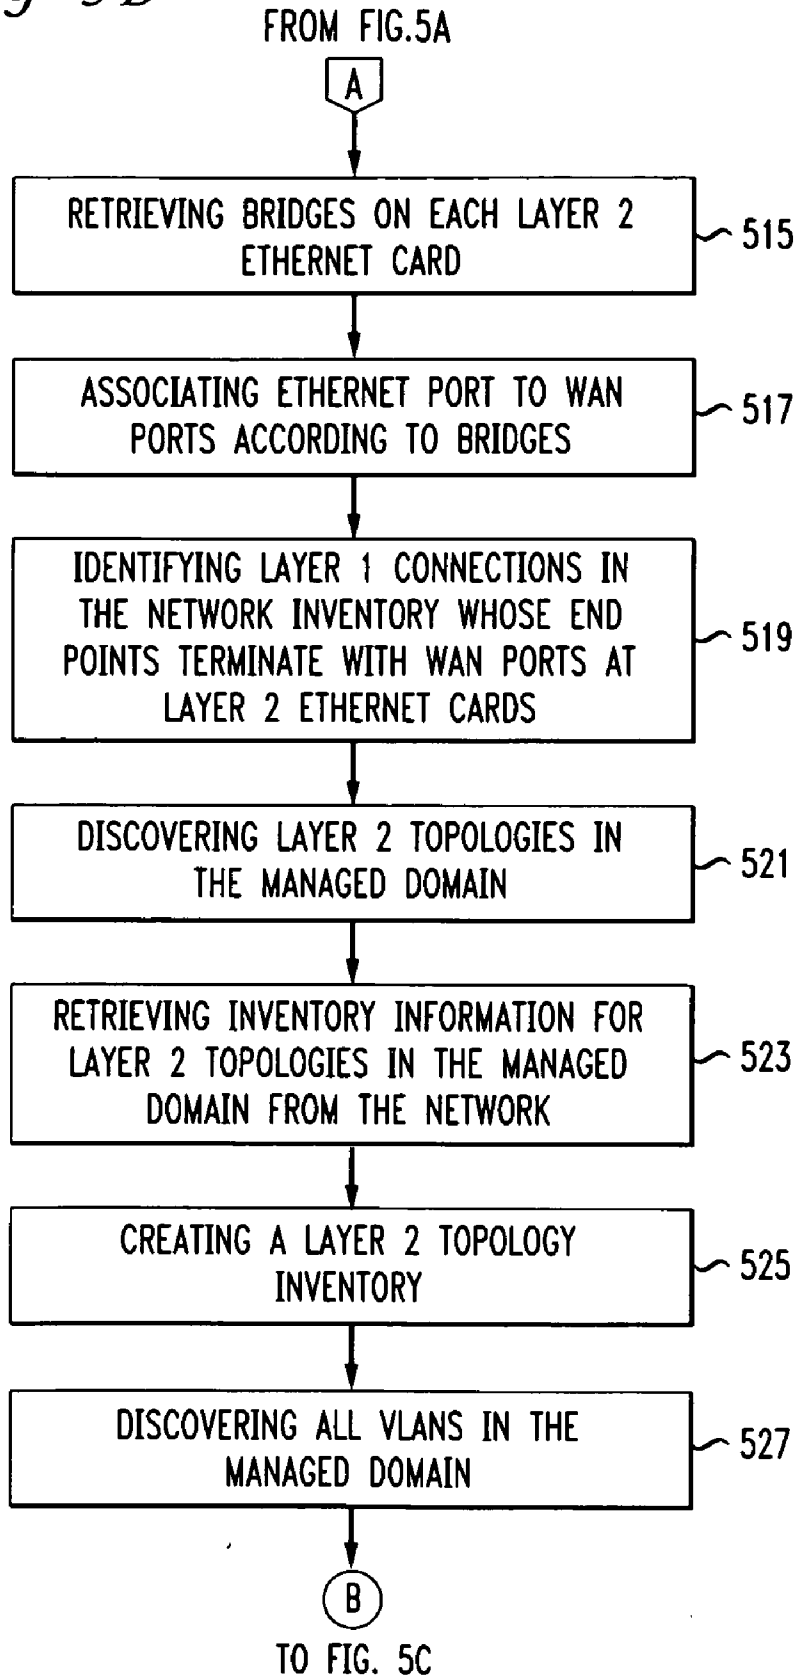 FROM FIG.5A
A
RETRIEVING BRIDGES ON EACH LAYER 2
ETHERNET CARD
515
ASSOCIATING ETHERNET PORT TO WAN
PORTS ACCORDING TO BRIDGES
517
IDENTIFYING LAYER 1 CONNECTIONS IN
THE NETWORK INVENTORY WHOSE END
POINTS TERMINATE WITH WAN PORTS AT
LAYER 2 ETHERNET CARDS
519
DISCOVERING LAYER 2 TOPOLOGIES IN
THE MANAGED DOMAIN
521
RETRIEVING INVENTORY INFORMATION FOR
LAYER 2 TOPOLOGIES IN THE MANAGED
DOMAIN FROM THE NETWORK
523
CREATING A LAYER 2 TOPOLOGY
INVENTORY
525
DISCOVERING ALL VLANS IN THE
MANAGED DOMAIN
527
B
TO FIG. 5C